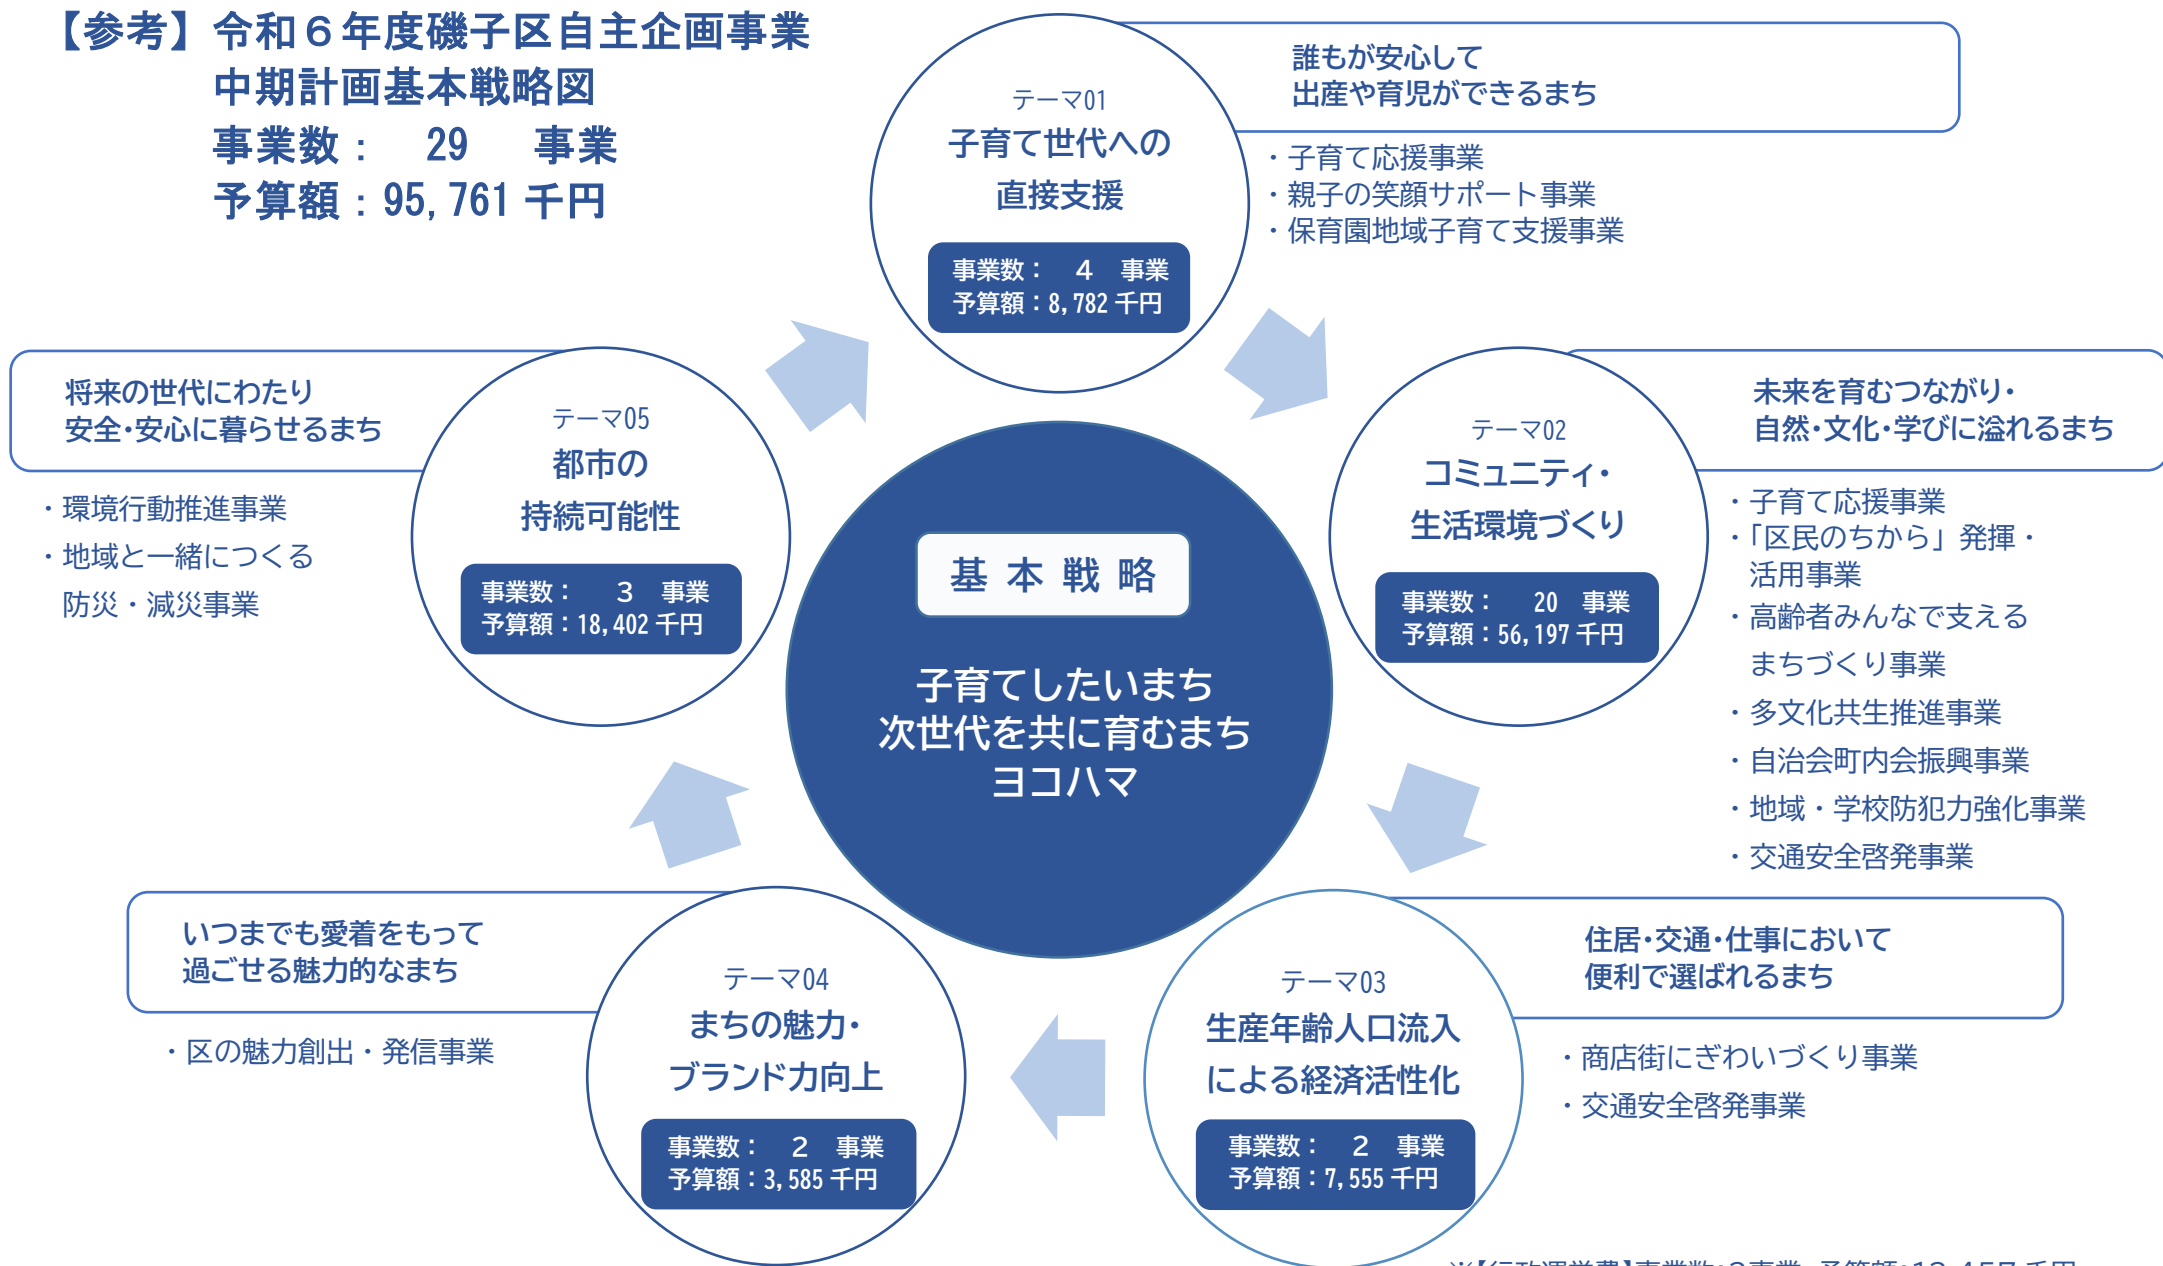 【参考】令和６年度磯子区自主企画事業
中期計画基本戦略図
事業数： 29 事業
予算額：95,761千円
テーマ01
子育て世代への
直接支援
事業数： 4 事業
予算額：8,782千円
誰もが安心して
出産や育児ができるまち
・子育て応援事業
・親子の笑顔サポート事業
・保育園地域子育て支援事業
テーマ02
コミュニティ・
生活環境づくり
事業数： 20 事業
予算額：56,197千円
未来を育むつながり・
自然・文化・学びに溢れるまち
・子育て応援事業
・「区民のちから」発揮・
活用事業
・高齢者みんなで支える
まちづくり事業
・多文化共生推進事業
・自治会町内会振興事業
・地域・学校防犯力強化事業
・交通安全啓発事業
テーマ03
生産年齢人口流入
による経済活性化
事業数： 2 事業
予算額：7,555千円
住居・交通・仕事において
便利で選ばれるまち
・商店街にぎわいづくり事業
・交通安全啓発事業
テーマ04
まちの魅力・
ブランド力向上
事業数： 2 事業
予算額：3,585千円
いつまでも愛着をもって
過ごせる魅力的なまち
・区の魅力創出・発信事業
テーマ05
都市の
持続可能性
事業数： 3 事業
予算額：18,402千円
将来の世代にわたり
安全・安心に暮らせるまち
・環境行動推進事業
・地域と一緒につくる
防災・減災事業
基本戦略
子育てしたいまち
次世代を共に育むまち
ヨコハマ